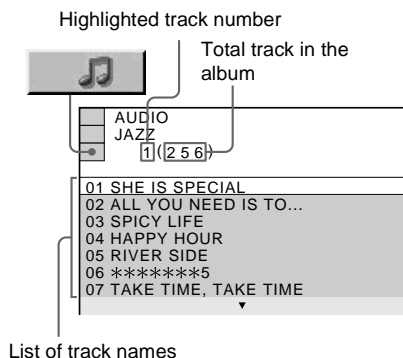 Highlighted track number
Total track in the
album
AUDIO
JAZZ
1 ( 2 5 6 )
01 SHE IS SPECIAL
02 ALL YOU NEED IS TO...
03 SPICY LIFE
04 HAPPY HOUR
05 RIVER SIDE
06 *******5
07 TAKE TIME, TAKE TIME
List of track names